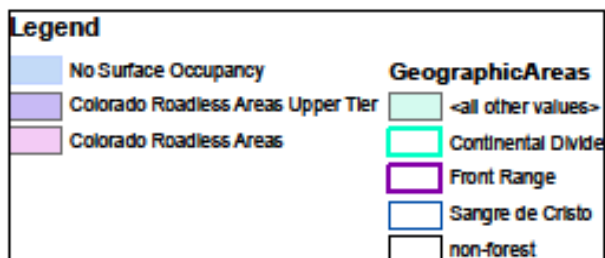 Legend
No Surface Occupancy
Colorado Roadless Areas Upper Tier
Colorado Roadless Areas
GeographicAreas
<all other values>
Continental Divide
Front Range
Sangre de Cristo
non-forest